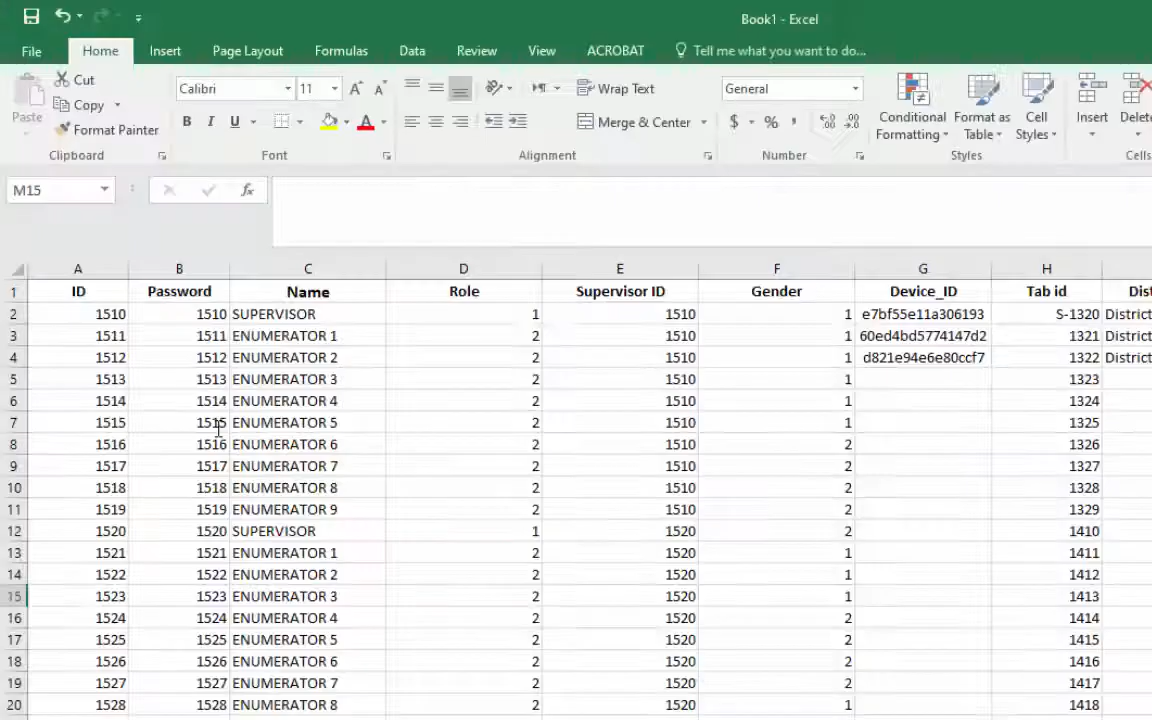 Book1 - Excel
File Home Insert Page Layout Formulas Data Review View ACROBAT Tell me what you want to do...
Cut
Copy
Format Painter
Paste
Calibri 11
B I U
Wrap Text
Merge & Center
General
$ %
Conditional Formatting
Format as Table
Cell Styles
Insert
Delet
Clipboard Font Alignment Number Styles Cells
M15 fx
A B C D E F G H
1 ID Password Name Role Supervisor ID Gender Device_ID Tab id Dist
2 1510 1510 SUPERVISOR 1 1510 1 e7bf55e11a306193 S-1320 District
3 1511 1511 ENUMERATOR 1 2 1510 1 60ed4bd5774147d2 1321 District
4 1512 1512 ENUMERATOR 2 2 1510 1 d821e94e6e80ccf7 1322 District
5 1513 1513 ENUMERATOR 3 2 1510 1 1323
6 1514 1514 ENUMERATOR 4 2 1510 1 1324
7 1515 1515 ENUMERATOR 5 2 1510 1 1325
8 1516 1516 ENUMERATOR 6 2 1510 2 1326
9 1517 1517 ENUMERATOR 7 2 1510 2 1327
10 1518 1518 ENUMERATOR 8 2 1510 2 1328
11 1519 1519 ENUMERATOR 9 2 1510 2 1329
12 1520 1520 SUPERVISOR 1 1520 2 1410
13 1521 1521 ENUMERATOR 1 2 1520 1 1411
14 1522 1522 ENUMERATOR 2 2 1520 1 1412
15 1523 1523 ENUMERATOR 3 2 1520 1 1413
16 1524 1524 ENUMERATOR 4 2 1520 2 1414
17 1525 1525 ENUMERATOR 5 2 1520 2 1415
18 1526 1526 ENUMERATOR 6 2 1520 2 1416
19 1527 1527 ENUMERATOR 7 2 1520 2 1417
20 1528 1528 ENUMERATOR 8 2 1520 1 1418